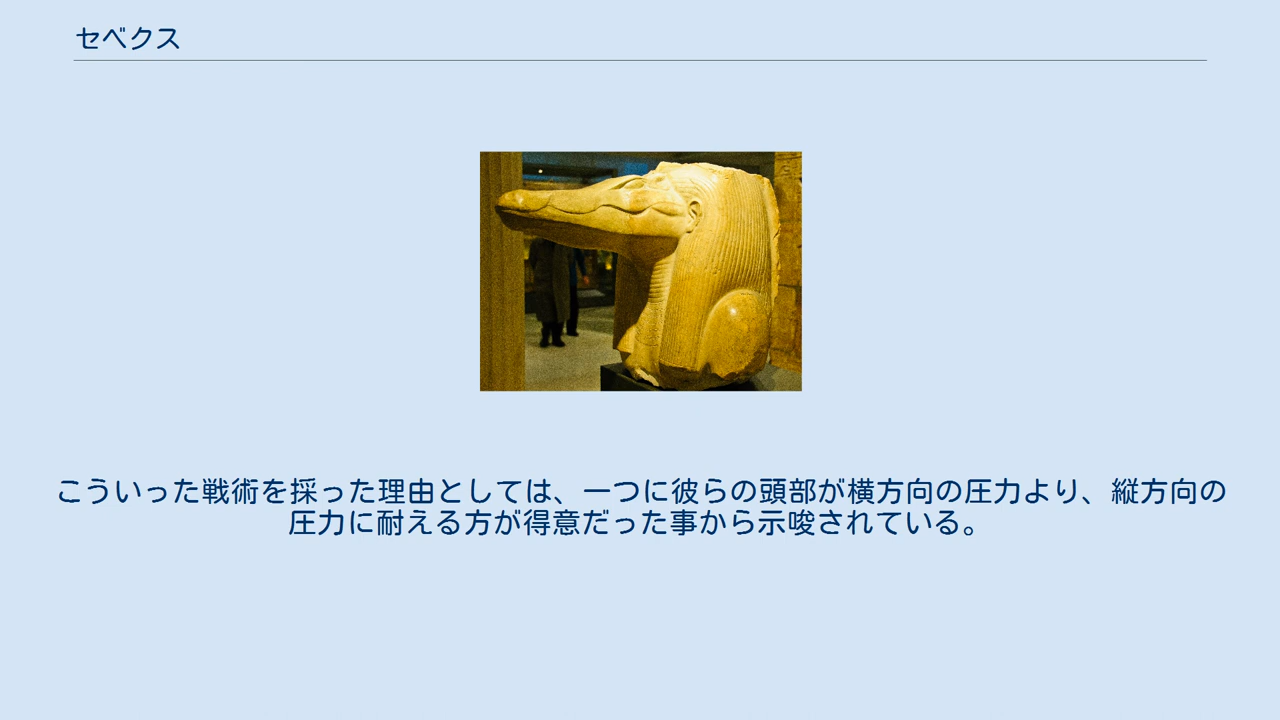 セベクス
こういった戦術を採った理由としては、一つに彼らの頭部が横方向の圧力より、縦方向の
圧力に耐える方が得意だった事から示唆されている。